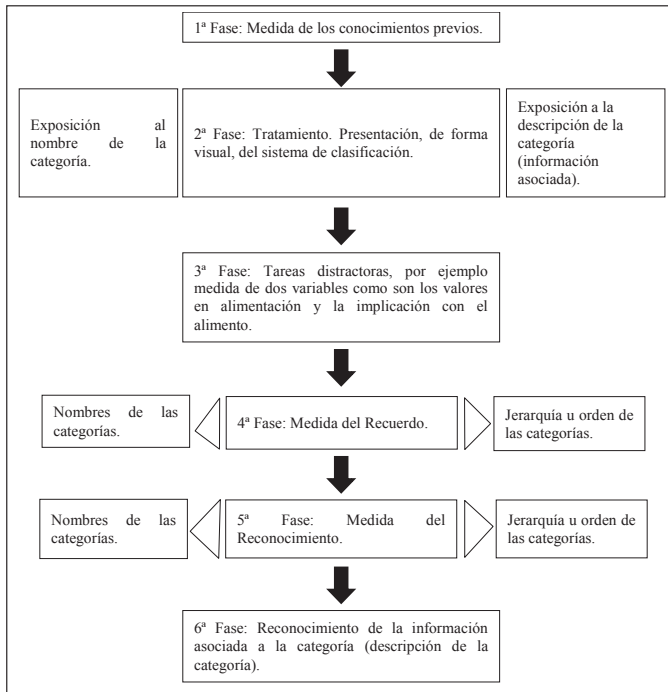 1ª Fase: Medida de los conocimientos previos.
Exposición al
nombre de la
categoría.
2ª Fase: Tratamiento. Presentación, de forma
visual, del sistema de clasificación.
Exposición a la
descripción de la
categoría
(información
asociada).
3ª Fase: Tareas distractoras, por ejemplo
medida de dos variables como son los valores
en alimentación y la implicación con el
alimento.
Nombres de las
categorías.
4ª Fase: Medida del Recuerdo.
Jerarquía u orden de
las categorías.
Nombres de las
categorías.
5ª Fase: Medida del
Reconocimiento.
Jerarquía u orden de
las categorías.
6ª Fase: Reconocimiento de la información
asociada a la categoría (descripción de la
categoría).